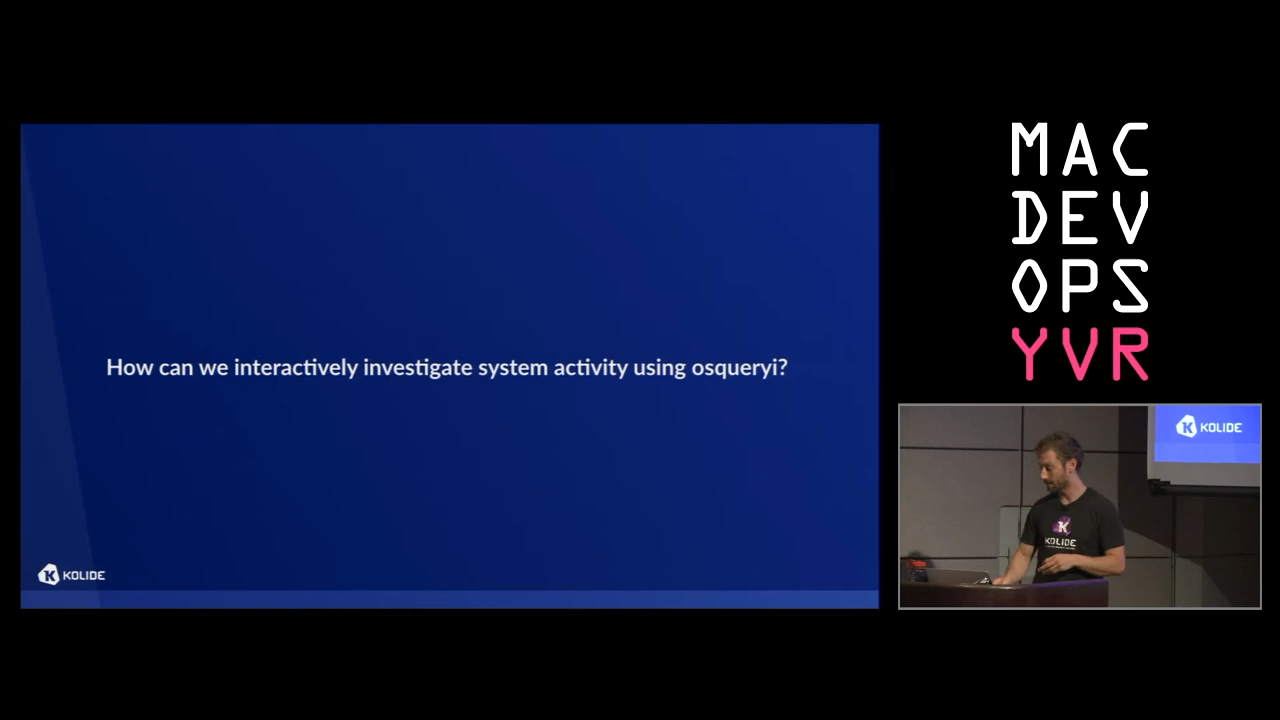 How can we interactively investigate system activity using osqueryi?
KOLIDE
MAC
DEV
OPS
YVR
KOLIDE
KOLIDE